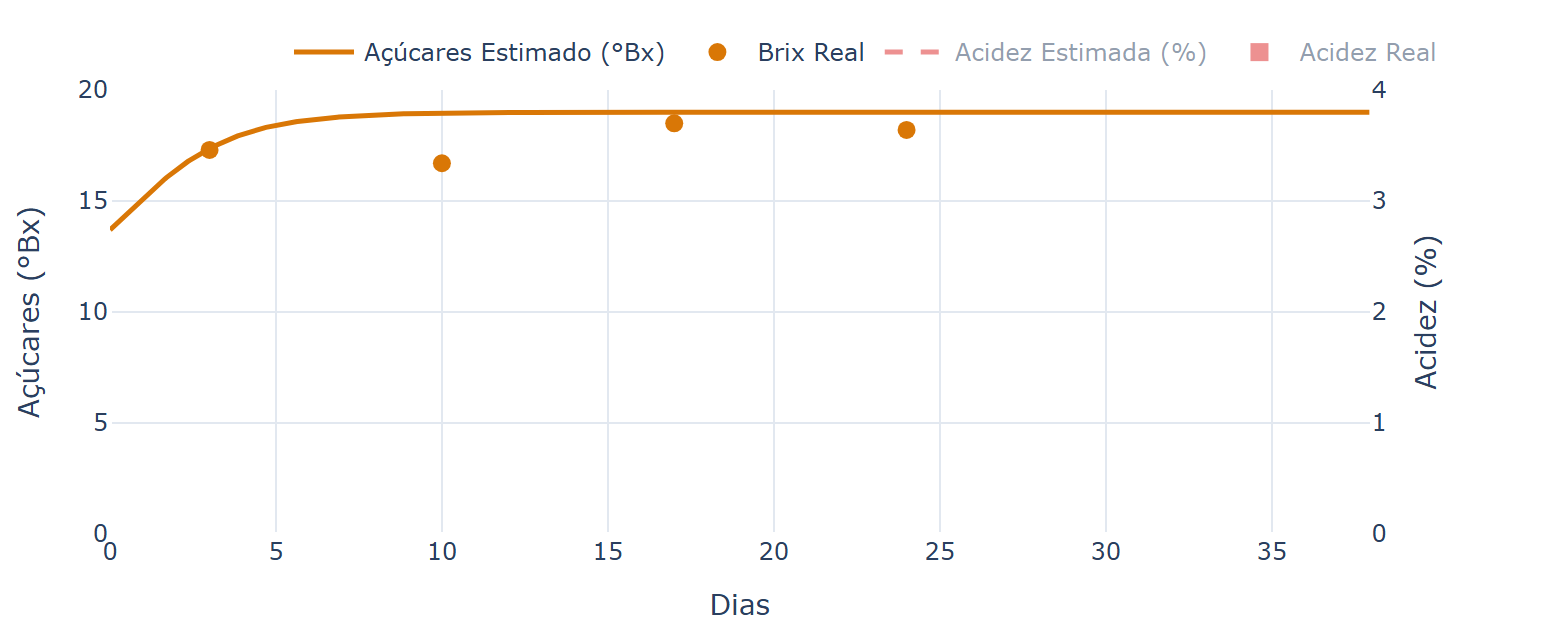 Açúcares Estimado (°Bx) Brix Real Acidez Estimada (%) Acidez Real
20 4
15 3
10 2
5 1
0 0
0 5 10 15 20 25 30 35
Dias
Açúcares (°Bx)
Acidez (%)